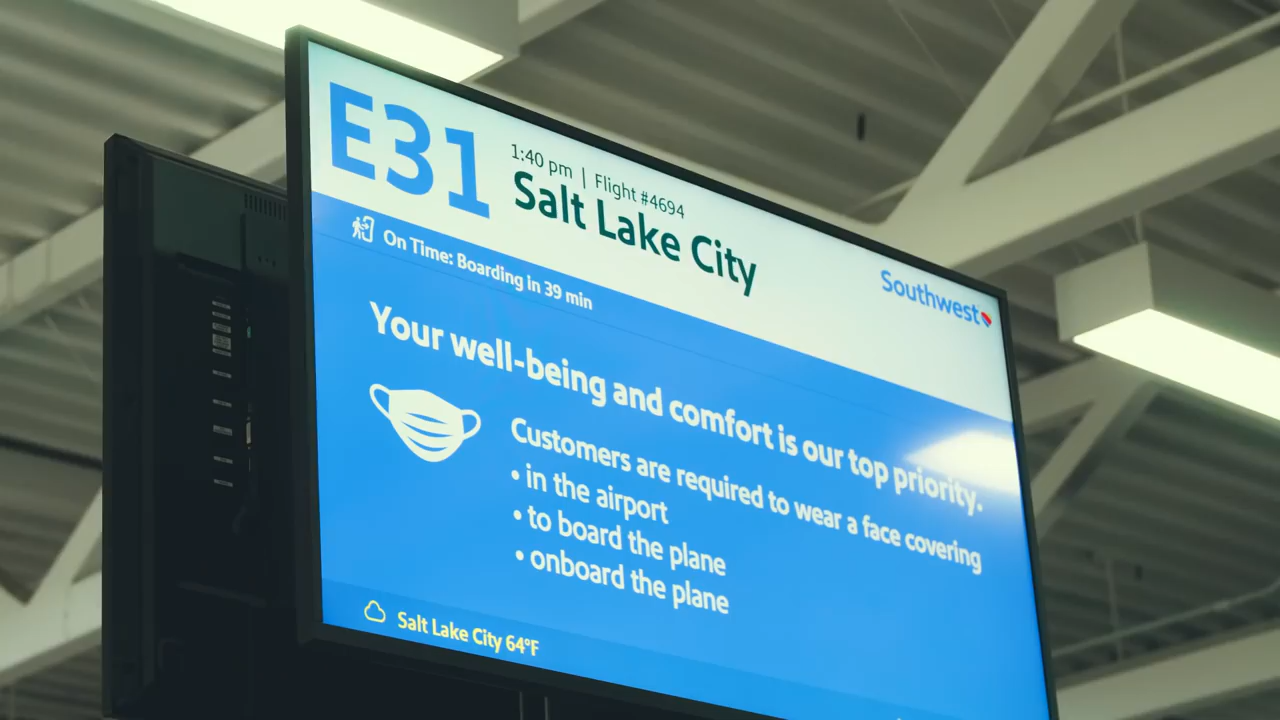 E31
1:40 pm | Flight #4694
Salt Lake City
Southwest
On Time: Boarding in 39 min
Your well-being and comfort is our top priority.
Customers are required to wear a face covering
• in the airport
• to board the plane
• onboard the plane
Salt Lake City 64°F